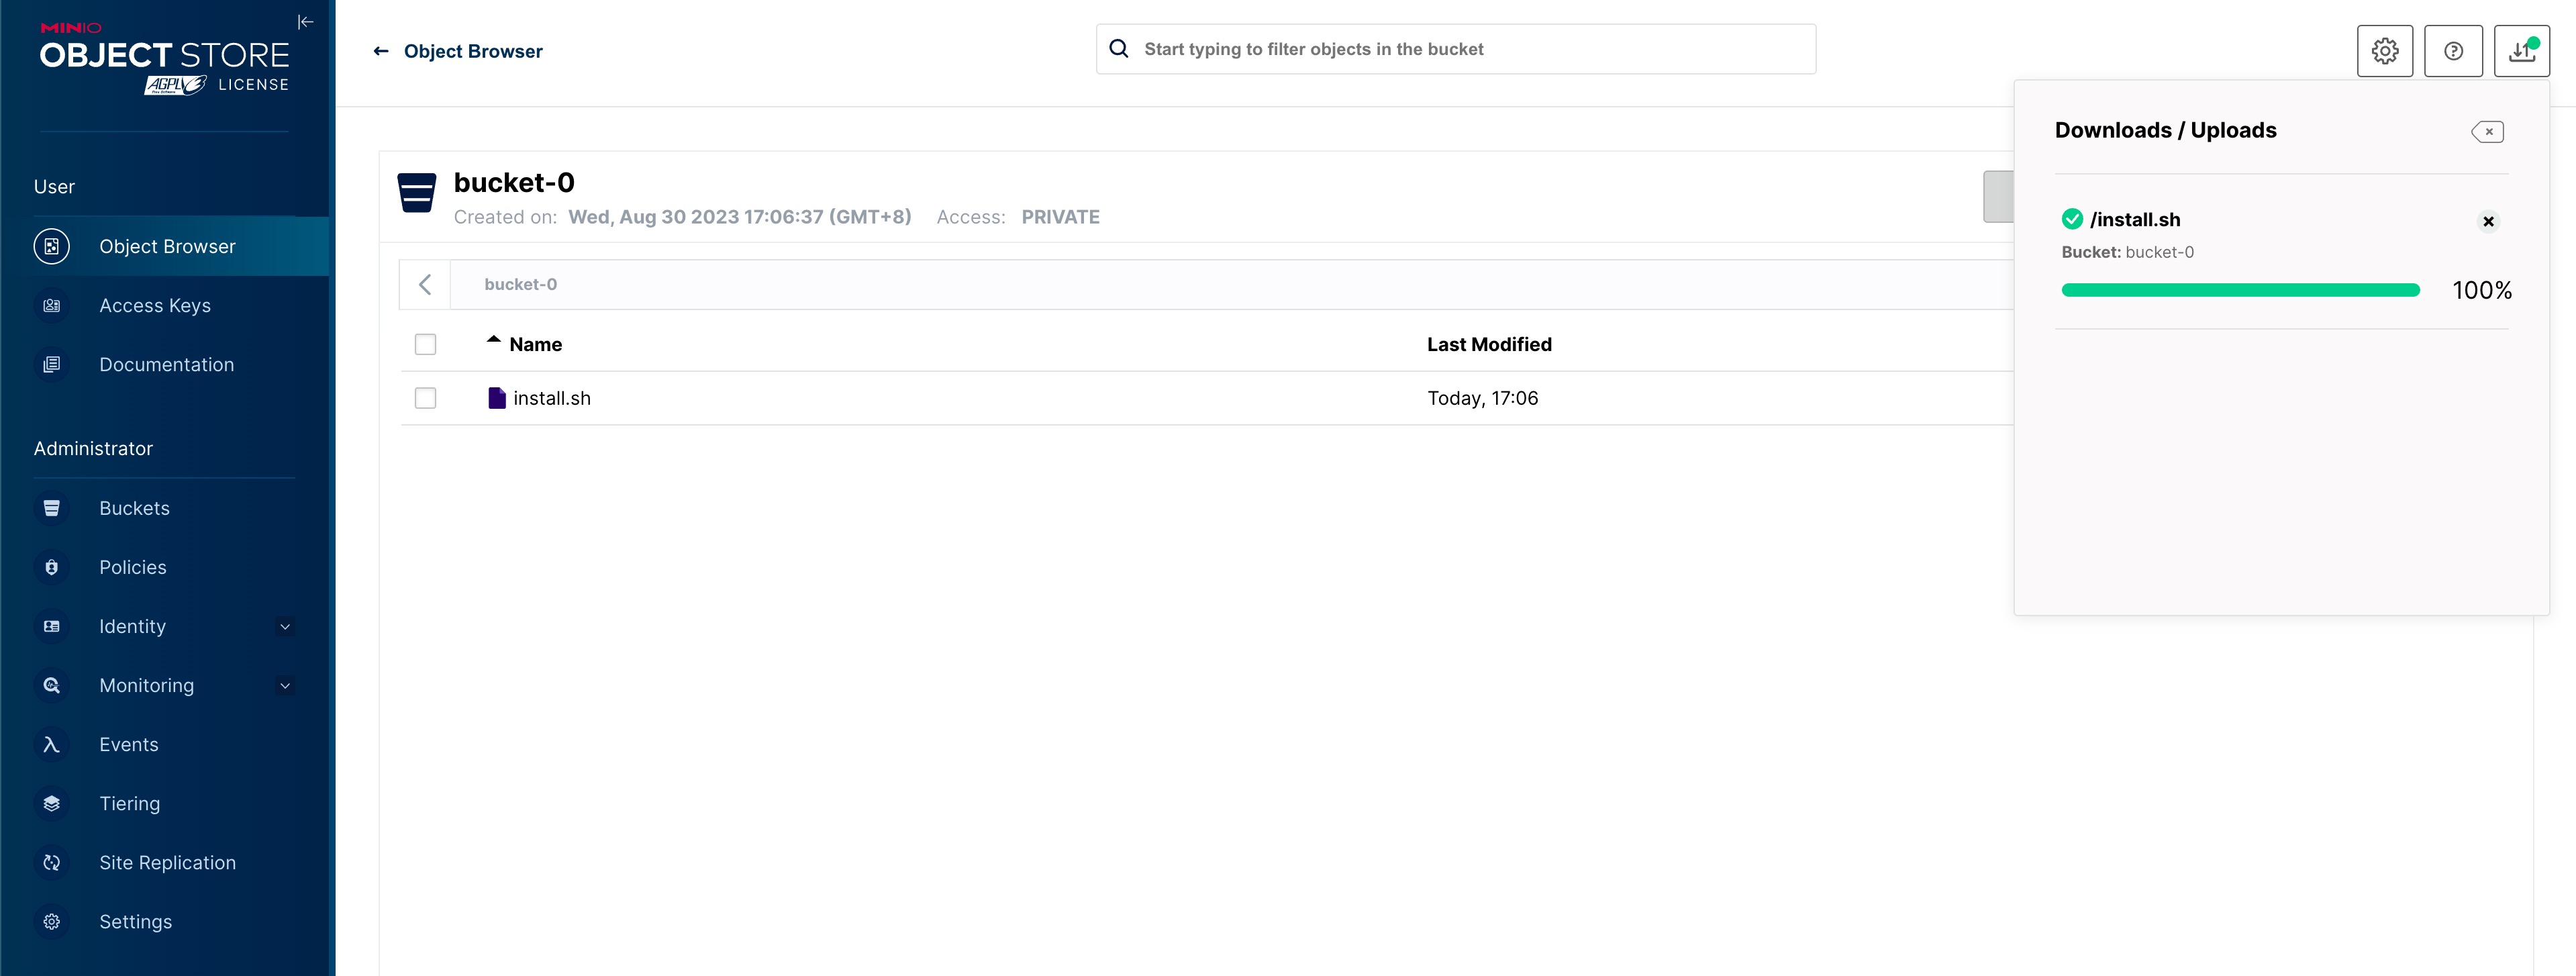 MINIO
OBJECT STORE
AGPLv3 LICENSE
User
Object Browser
Access Keys
Documentation
Administrator
Buckets
Policies
Identity
Monitoring
Events
Tiering
Site Replication
Settings
Object Browser
Start typing to filter objects in the bucket
bucket-0
Created on: Wed, Aug 30 2023 17:06:37 (GMT+8) Access: PRIVATE
bucket-0
Name Last Modified
install.sh Today, 17:06
Downloads / Uploads
/install.sh
Bucket: bucket-0
100%